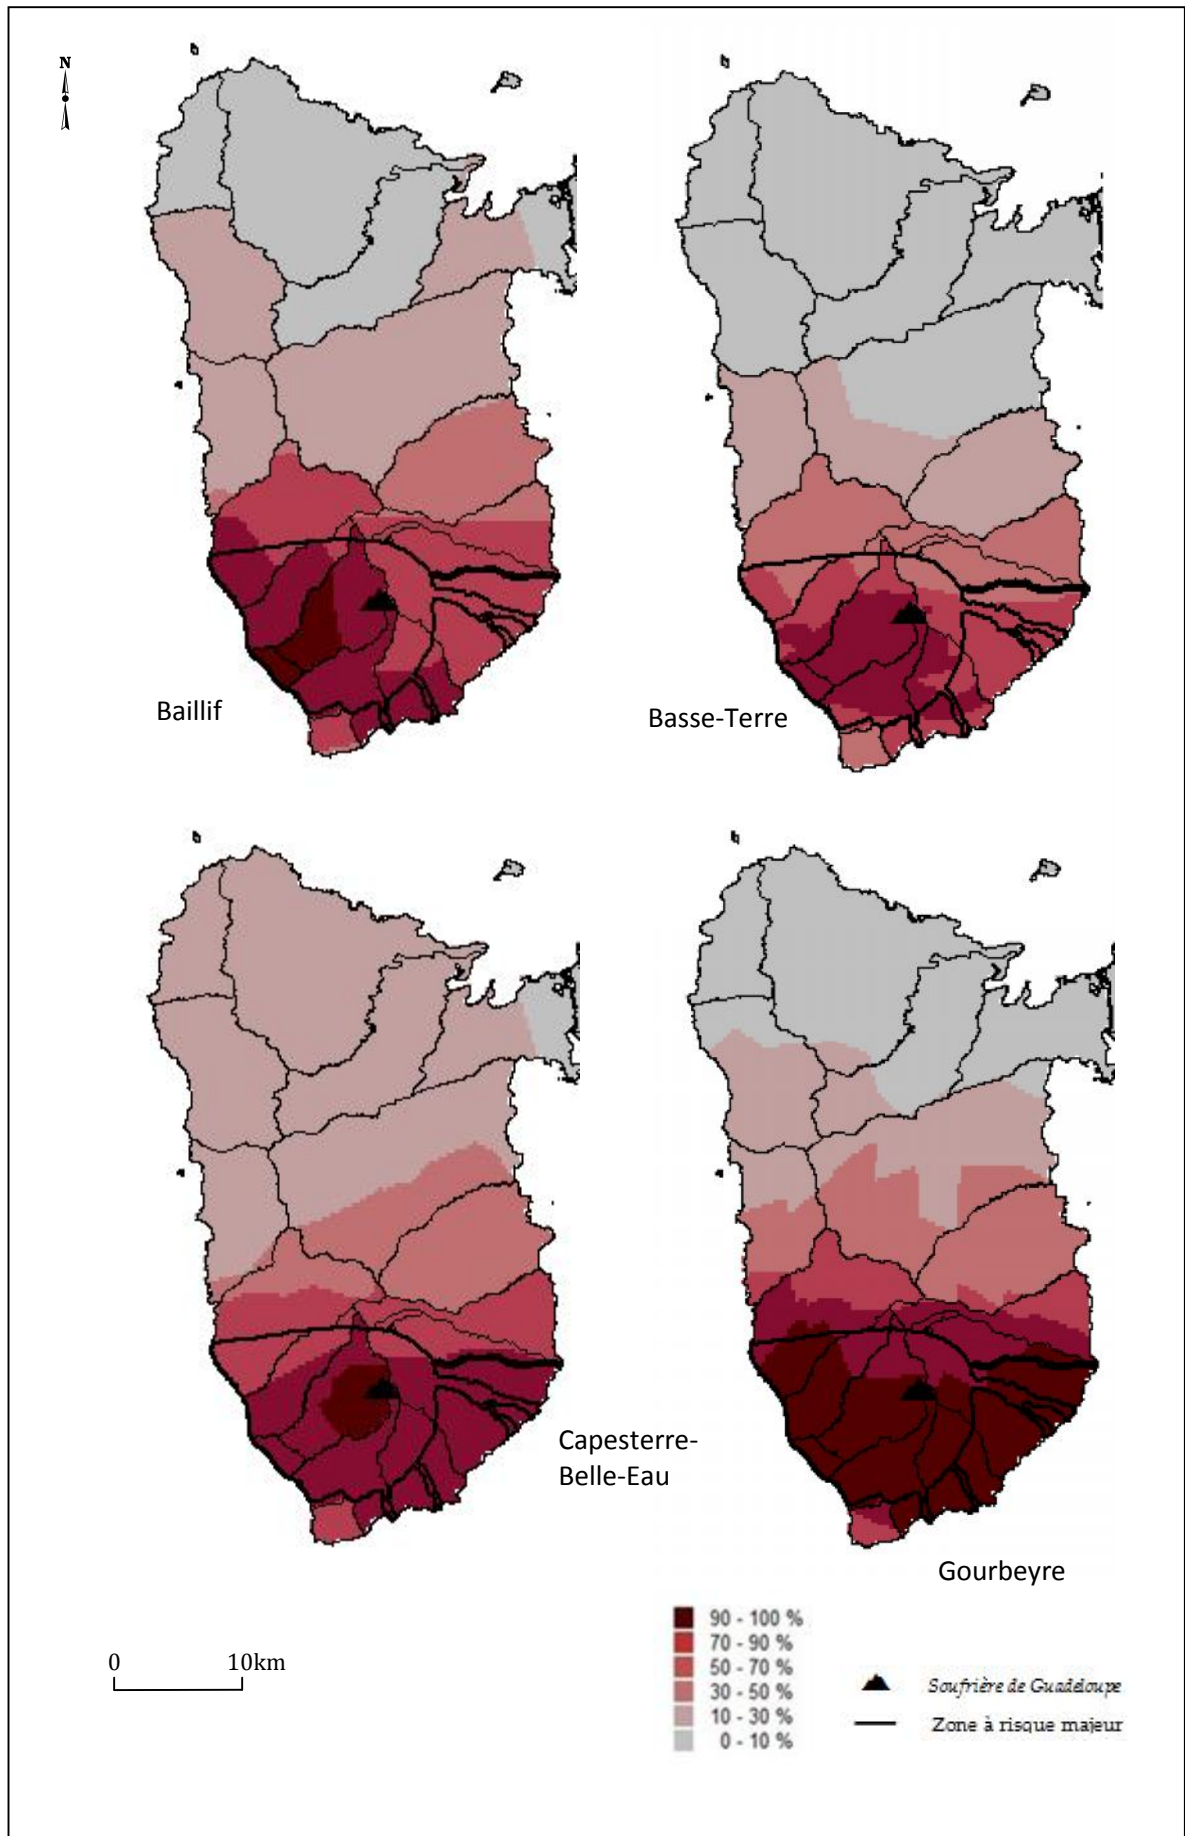 N
Baillif
Basse-Terre
Capesterre-
Belle-Eau
Gourbeyre
90 - 100 %
70 - 90 %
50 - 70 %
30 - 50 %
10 - 30 %
0 - 10 %
0 10km
Soufrière de Guadeloupe
Zone à risque majeur